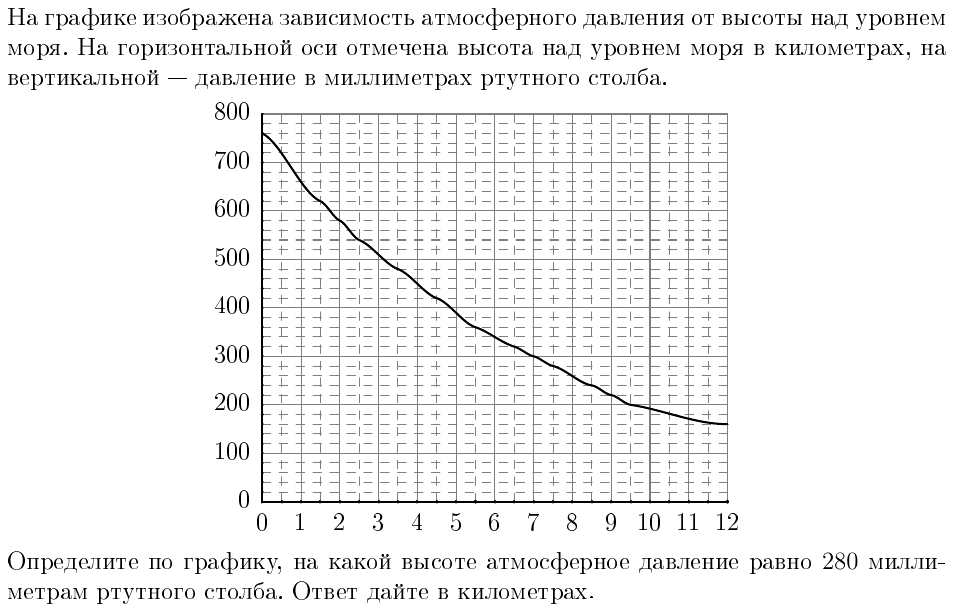 На графике изображена зависимость атмосферного давления от высоты над уровнем
моря. На горизонтальной оси отмечена высота над уровнем моря в километрах, на
вертикальной — давление в миллиметрах ртутного столба.
800
700
600
500
400
300
200
100
0
0 1 2 3 4 5 6 7 8 9 10 11 12
Определите по графику, на какой высоте атмосферное давление равно 280 милли-
метрам ртутного столба. Ответ дайте в километрах.